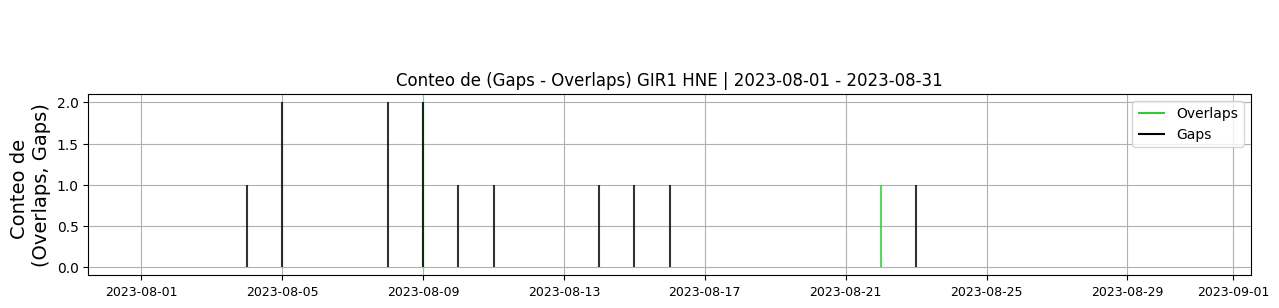 Conteo de (Gaps - Overlaps) GIR1 HNE | 2023-08-01 - 2023-08-31
Conteo de
(Overlaps, Gaps)
2.0
1.5
1.0
0.5
0.0
Overlaps
Gaps
2023-08-01 2023-08-05 2023-08-09 2023-08-13 2023-08-17 2023-08-21 2023-08-25 2023-08-29 2023-09-01